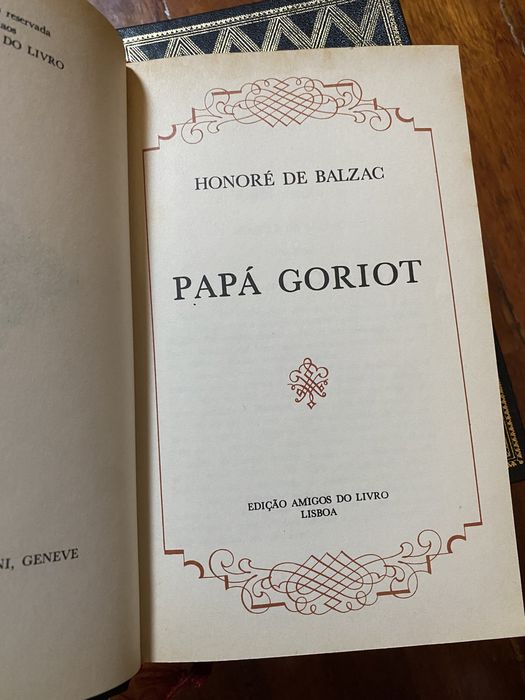 reservada
DO LIVRO
NI, GENEVE
HONORÉ DE BALZAC
PAPÁ GORIOT
EDIÇÃO AMIGOS DO LIVRO
LISBOA